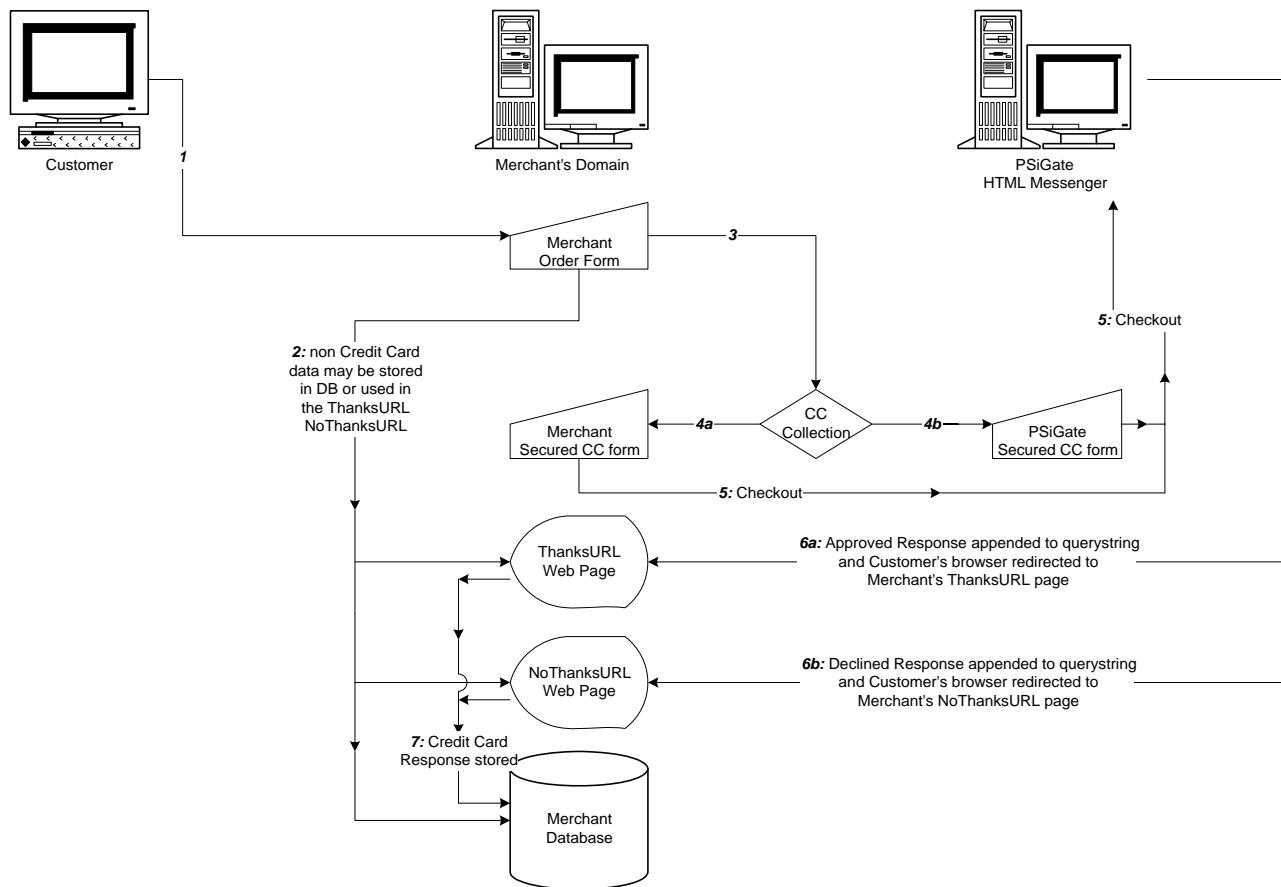 Customer
Merchant's Domain
PSiGate
HTML Messenger
1
Merchant
Order Form
3
2: non Credit Card
data may be stored
in DB or used in
the ThanksURL
NoThanksURL
5: Checkout
Merchant
Secured CC form
4a
CC
Collection
4b
PSiGate
Secured CC form
5: Checkout
ThanksURL
Web Page
6a: Approved Response appended to querystring
and Customer's browser redirected to
Merchant's ThanksURL page
NoThanksURL
Web Page
6b: Declined Response appended to querystring
and Customer's browser redirected to
Merchant's NoThanksURL page
7: Credit Card
Response stored
Merchant
Database